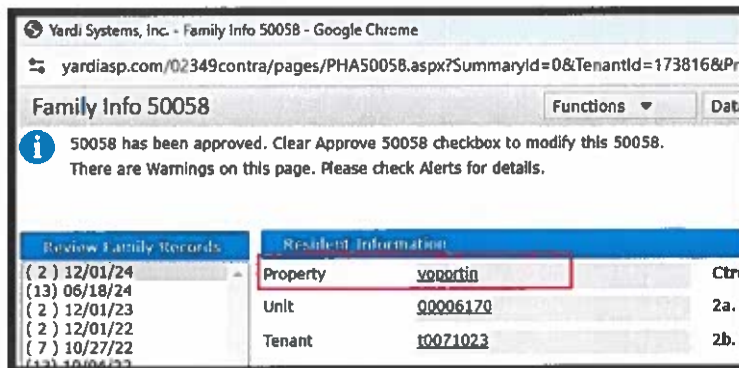 Yardi Systems, Inc. - Family Info 50058 - Google Chrome
yardiasp.com/02349contra/pages/PHA50058.aspx?SummaryId=0&TenantId=173816&Pr
Family Info 50058
Functions
Dat
50058 has been approved. Clear Approve 50058 checkbox to modify this 50058.
There are Warnings on this page. Please check Alerts for details.
Review Family Records
Resident Information
( 2 ) 12/01/24
(13) 06/18/24
( 2 ) 12/01/23
( 2 ) 12/01/22
( 7 ) 10/27/22
Property voportin Ctr
Unit 00006170 2a.
Tenant t0071023 2b.